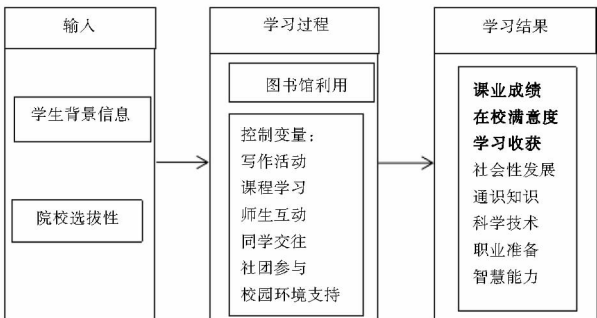 输入
学生背景信息
院校选拔性
学习过程
图书馆利用
控制变量：
写作活动
课程学习
师生互动
同学交往
社团参与
校园环境支持
学习结果
课业成绩
在校满意度
学习收获
社会性发展
通识知识
科学技术
职业准备
智慧能力